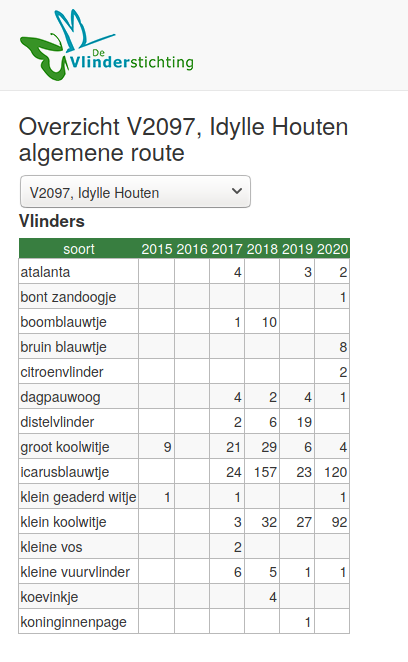 De
Vlinderstichting
Overzicht V2097, Idylle Houten
algemene route
V2097, Idylle Houten
Vlinders
soort 2015 2016 2017 2018 2019 2020
atalanta 4 3 2
bont zandoogje 1
boomblauwtje 1 10
bruin blauwtje 8
citroenvlinder 2
dagpauwoog 4 2 4 1
distelvlinder 2 6 19
groot koolwitje 9 21 29 6 4
icarusblauwtje 24 157 23 120
klein geaderd witje 1 1 1
klein koolwitje 3 32 27 92
kleine vos 2
kleine vuurvlinder 6 5 1 1
koevinkje 4
koninginnenpage 1